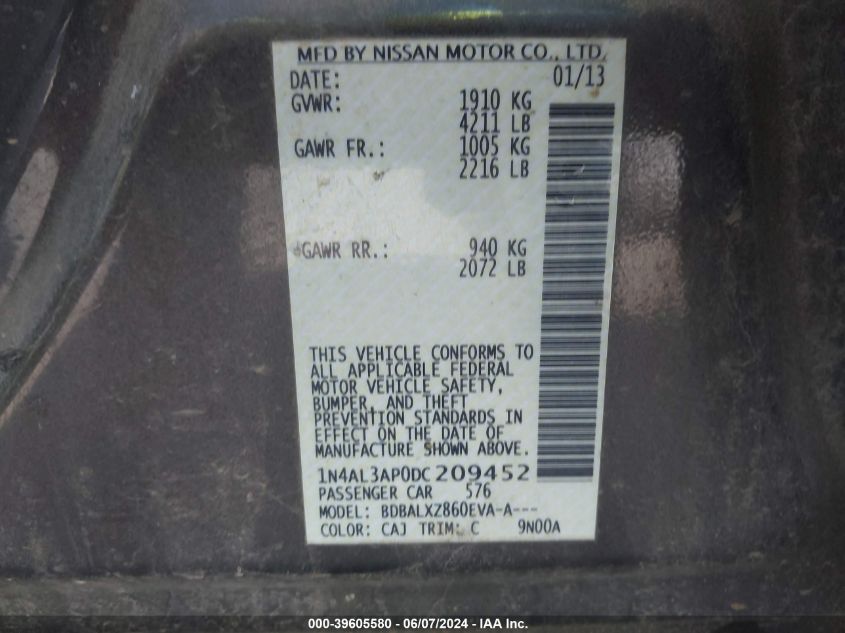 MFD BY NISSAN MOTOR CO., LTD.
DATE: 01/13
GVWR: 1910 KG
4211 LB
GAWR FR.: 1005 KG
2216 LB
GAWR RR.: 940 KG
2072 LB
THIS VEHICLE CONFORMS TO
ALL APPLICABLE FEDERAL
MOTOR VEHICLE SAFETY,
BUMPER, AND THEFT
PREVENTION STANDARDS IN
EFFECT ON THE DATE OF
MANUFACTURE SHOWN ABOVE.
1N4AL3AP0DC209452
PASSENGER CAR 576
MODEL: BDBALXZ860EVA-A---
COLOR: CAJ TRIM: C 9N00A
000-39605580 - 06/07/2024 - IAA Inc.